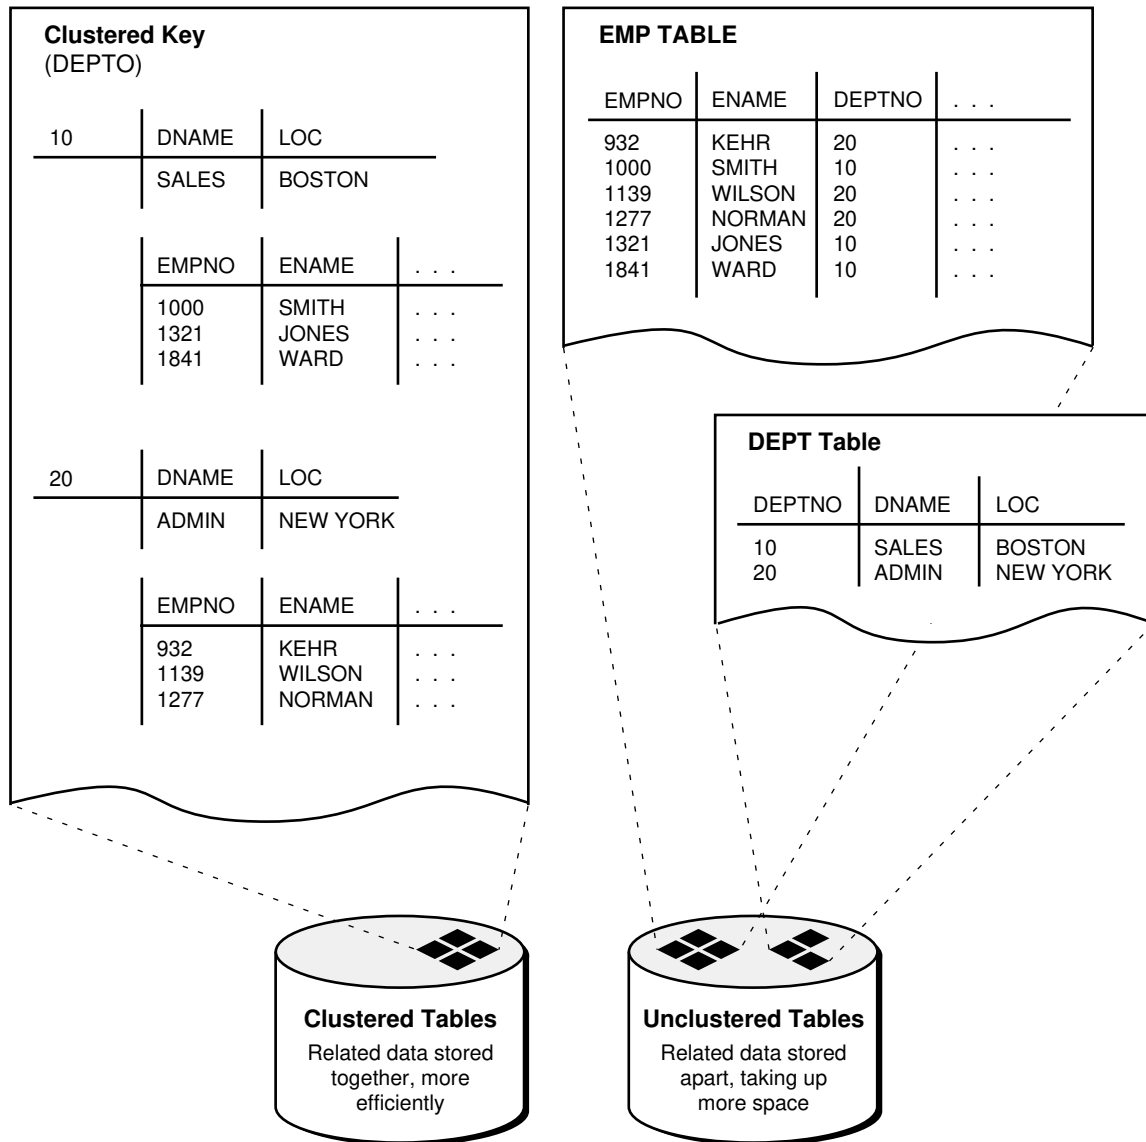 Clustered Key
(DEPTO)
10 DNAME LOC
SALES BOSTON
EMPNO ENAME . . .
1000 SMITH . . .
1321 JONES . . .
1841 WARD . . .
20 DNAME LOC
ADMIN NEW YORK
EMPNO ENAME . . .
932 KEHR . . .
1139 WILSON . . .
1277 NORMAN . . .
EMP TABLE
EMPNO ENAME DEPTNO . . .
932 KEHR 20 . . .
1000 SMITH 10 . . .
1139 WILSON 20 . . .
1277 NORMAN 20 . . .
1321 JONES 10 . . .
1841 WARD 10 . . .
DEPT Table
DEPTNO DNAME LOC
10 SALES BOSTON
20 ADMIN NEW YORK
Clustered Tables
Related data stored
together, more
efficiently
Unclustered Tables
Related data stored
apart, taking up
more space